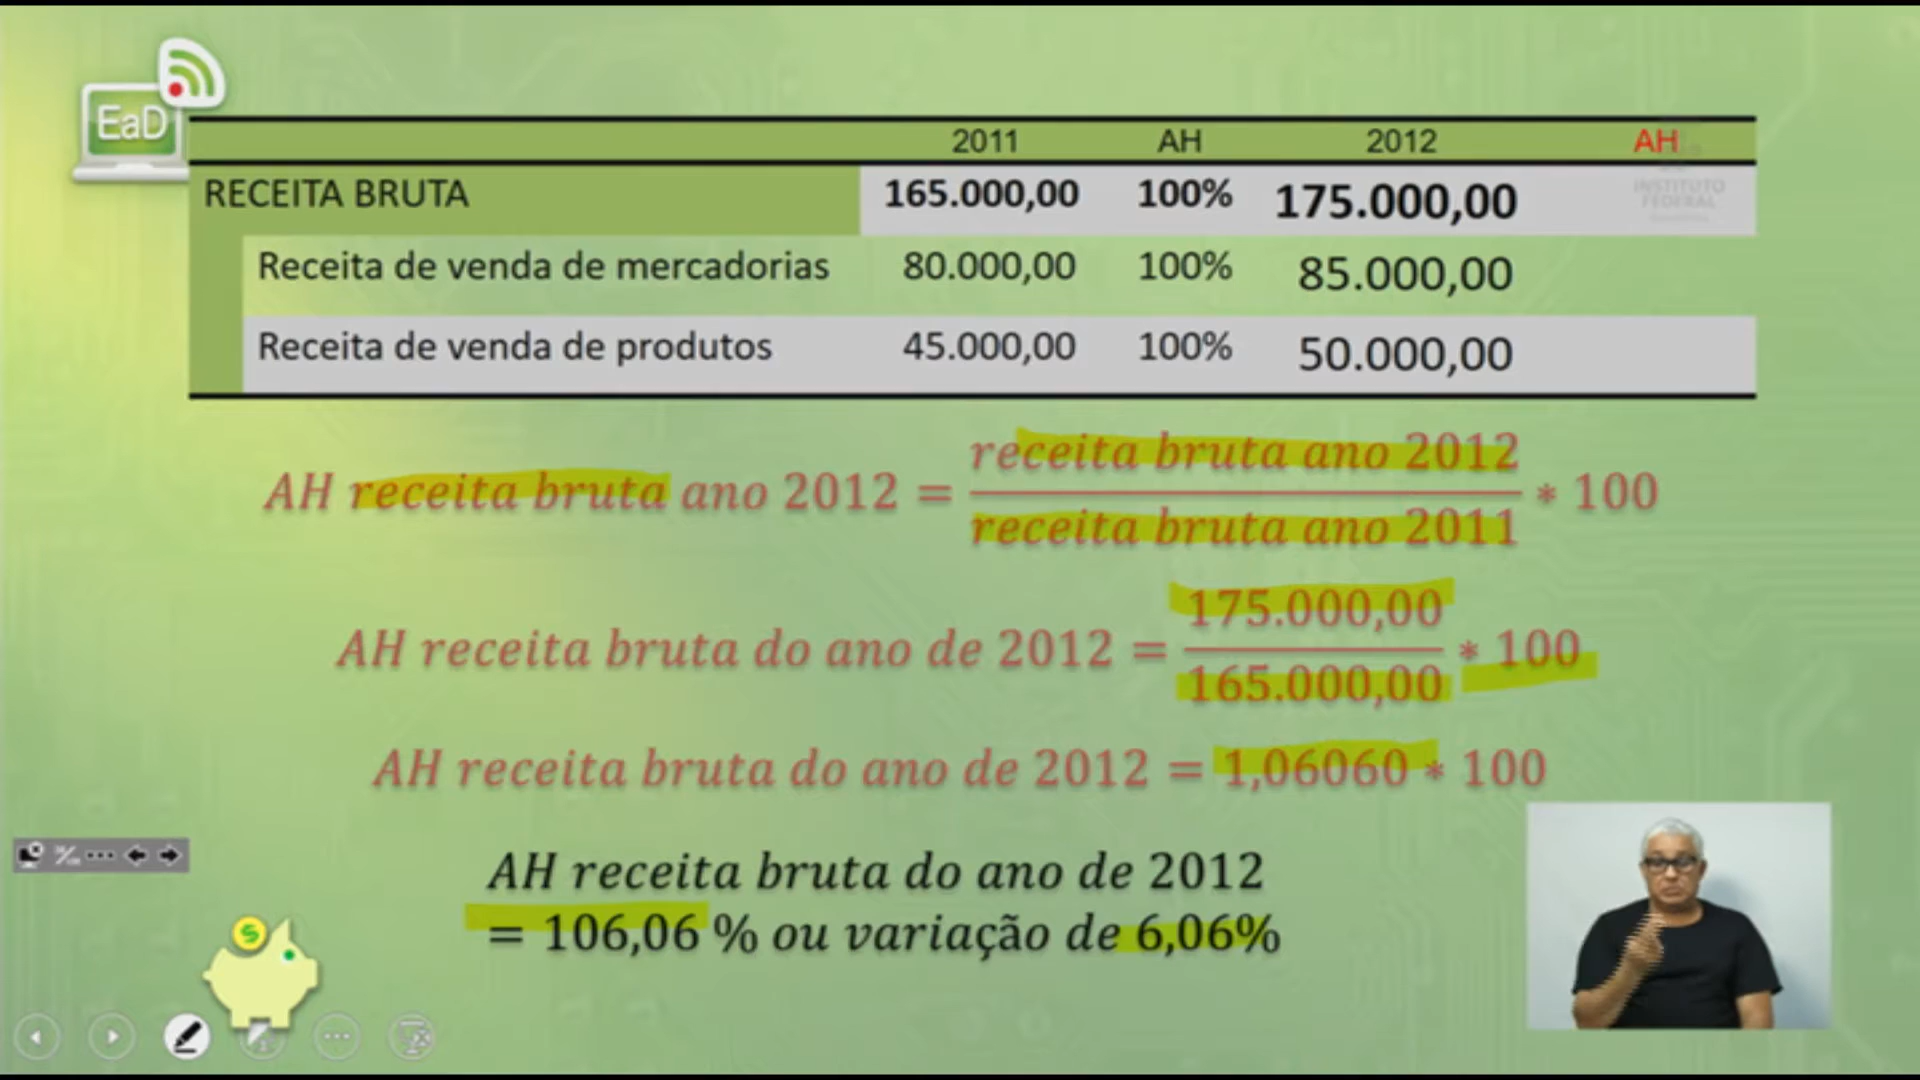 EaD
2011 AH 2012 AH
INSTITUTO
FEDERAL
RECEITA BRUTA 165.000,00 100% 175.000,00
Receita de venda de mercadorias 80.000,00 100% 85.000,00
Receita de venda de produtos 45.000,00 100% 50.000,00
AH receita bruta ano 2012 = receita bruta ano 2012 / receita bruta ano 2011 * 100
AH receita bruta do ano de 2012 = 175.000,00 / 165.000,00 * 100
AH receita bruta do ano de 2012 = 1,06060 * 100
AH receita bruta do ano de 2012
= 106,06 % ou variação de 6,06%